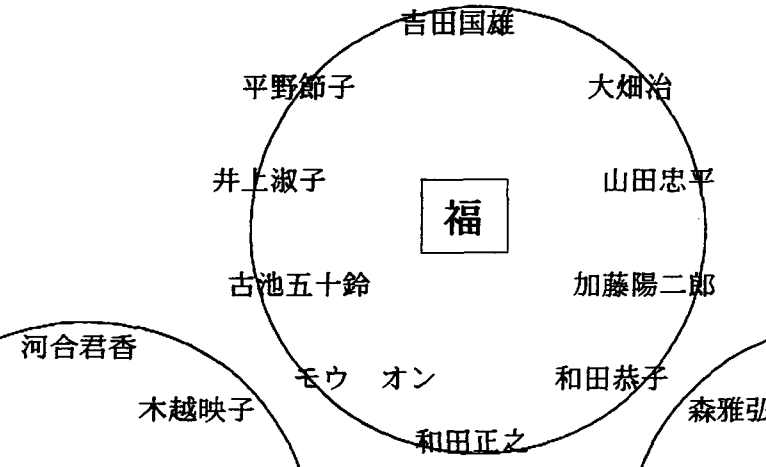 吉田国雄
平野節子
大畑治
井上淑子
山田忠平
福
古池五十鈴
加藤陽二郎
河合君香
モウ　オン
和田恭子
木越映子
森雅弘
和田正之